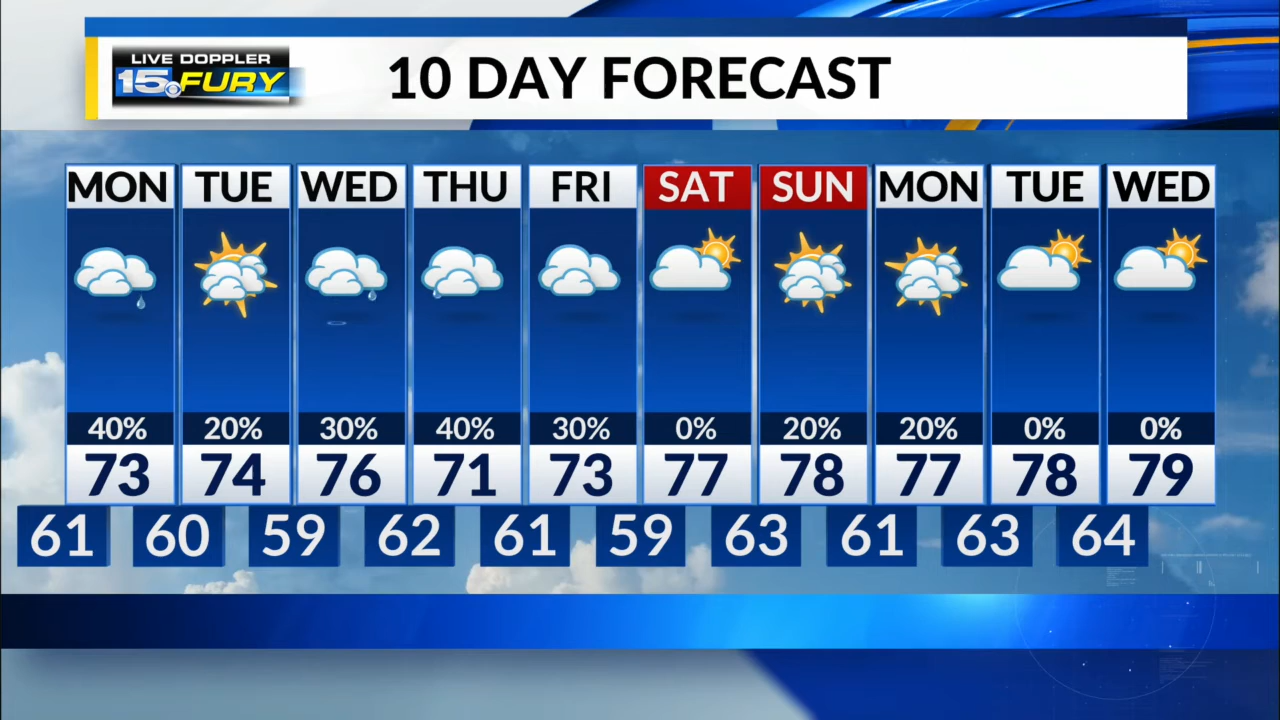 LIVE DOPPLER
15 FURY
10 DAY FORECAST
MON TUE WED THU FRI SAT SUN MON TUE WED
40% 20% 30% 40% 30% 0% 20% 20% 0% 0%
73 74 76 71 73 77 78 77 78 79
61 60 59 62 61 59 63 61 63 64